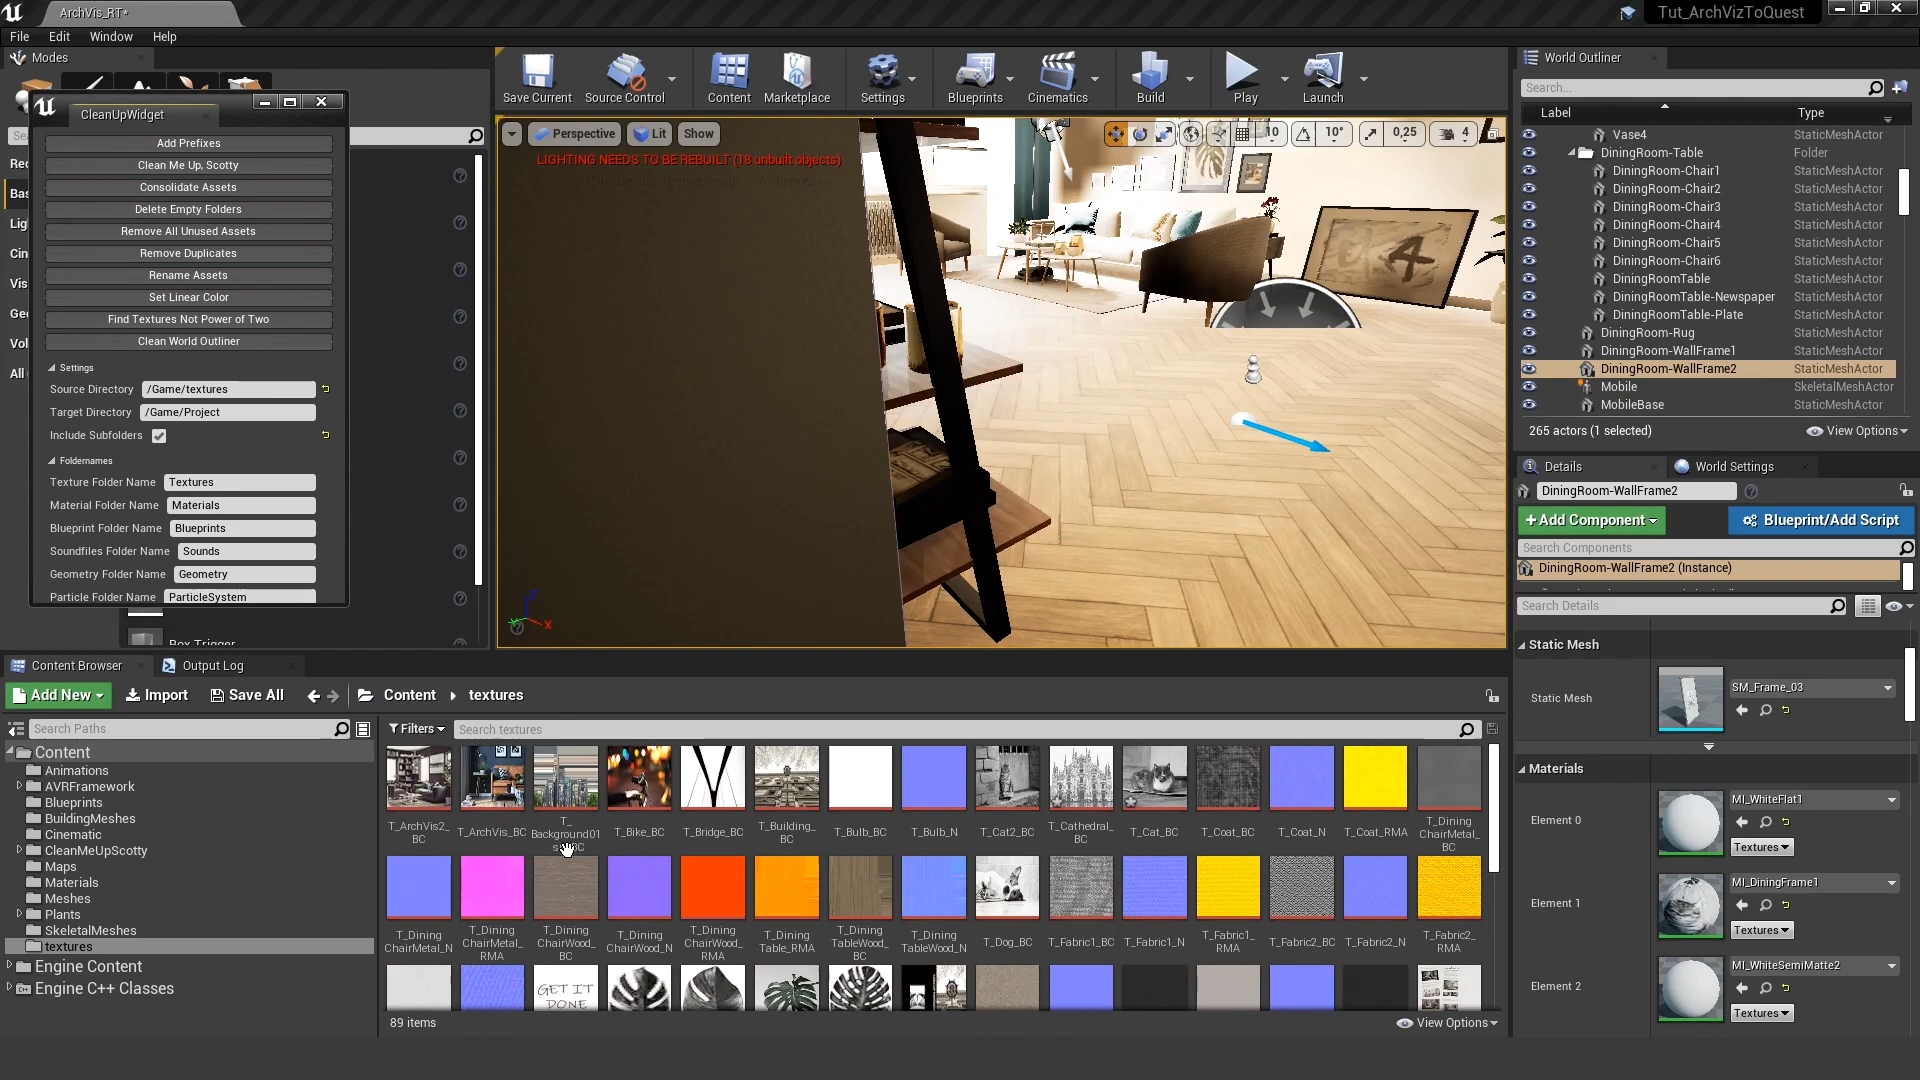 ArchVis_RT*
Tut_ArchVizToQuest
File Edit Window Help
Modes
CleanUpWidget
Add Prefixes
Clean Me Up, Scotty
Consolidate Assets
Delete Empty Folders
Remove All Unused Assets
Remove Duplicates
Rename Assets
Set Linear Color
Find Textures Not Power of Two
Clean World Outliner
Settings
Source Directory /Game/textures
Target Directory /Game/Project
Include Subfolders
Foldernames
Texture Folder Name Textures
Material Folder Name Materials
Blueprint Folder Name Blueprints
Soundfiles Folder Name Sounds
Geometry Folder Name Geometry
Particle Folder Name ParticleSystem
Rec
Bas
Ligh
Cin
Vis
Geo
Vol
All
Box Trigger
Save Current Source Control Content Marketplace Settings Blueprints Cinematics Build Play Launch
Perspective Lit Show
10 10° 0,25 4
LIGHTING NEEDS TO BE REBUILT (18 unbuilt objects)
World Outliner
Search...
Label Type
Vase4 StaticMeshActor
DiningRoom-Table Folder
DiningRoom-Chair1 StaticMeshActor
DiningRoom-Chair2 StaticMeshActor
DiningRoom-Chair3 StaticMeshActor
DiningRoom-Chair4 StaticMeshActor
DiningRoom-Chair5 StaticMeshActor
DiningRoom-Chair6 StaticMeshActor
DiningRoomTable StaticMeshActor
DiningRoomTable-Newspaper StaticMeshActor
DiningRoomTable-Plate StaticMeshActor
DiningRoom-Rug StaticMeshActor
DiningRoom-WallFrame1 StaticMeshActor
DiningRoom-WallFrame2 StaticMeshActor
Mobile SkeletalMeshActor
MobileBase StaticMeshActor
265 actors (1 selected) View Options
Details World Settings
DiningRoom-WallFrame2
+Add Component Blueprint/Add Script
Search Components
DiningRoom-WallFrame2 (Instance)
Search Details
Static Mesh
Static Mesh SM_Frame_03
Materials
Element 0 MI_WhiteFlat1
Textures
Element 1 MI_DiningFrame1
Textures
Element 2 MI_WhiteSemiMatte2
Textures
Content Browser Output Log
Add New Import Save All Content textures
Search Paths
Filters Search textures
Content
Animations
AVRFramework
Blueprints
BuildingMeshes
Cinematic
CleanMeUpScotty
Maps
Materials
Meshes
Plants
SkeletalMeshes
textures
Engine Content
Engine C++ Classes
T_ArchVis2_BC T_ArchVis_BC T_Background01 T_Bike_BC T_Bridge_BC T_Building_BC T_Bulb_BC T_Bulb_N T_Cat2_BC T_Cathedral_BC T_Cat_BC T_Coat_BC T_Coat_N T_Coat_RMA T_Dining ChairMetal_BC
T_Dining ChairMetal_N T_Dining ChairMetal_RMA T_Dining ChairWood_BC T_Dining ChairWood_N T_Dining ChairWood_RMA T_Dining Table_RMA T_Dining TableWood_BC T_Dining TableWood_N T_Dog_BC T_Fabric1_BC T_Fabric1_N T_Fabric1_RMA T_Fabric2_BC T_Fabric2_N T_Fabric2_RMA
GET IT
DONE
89 items View Options